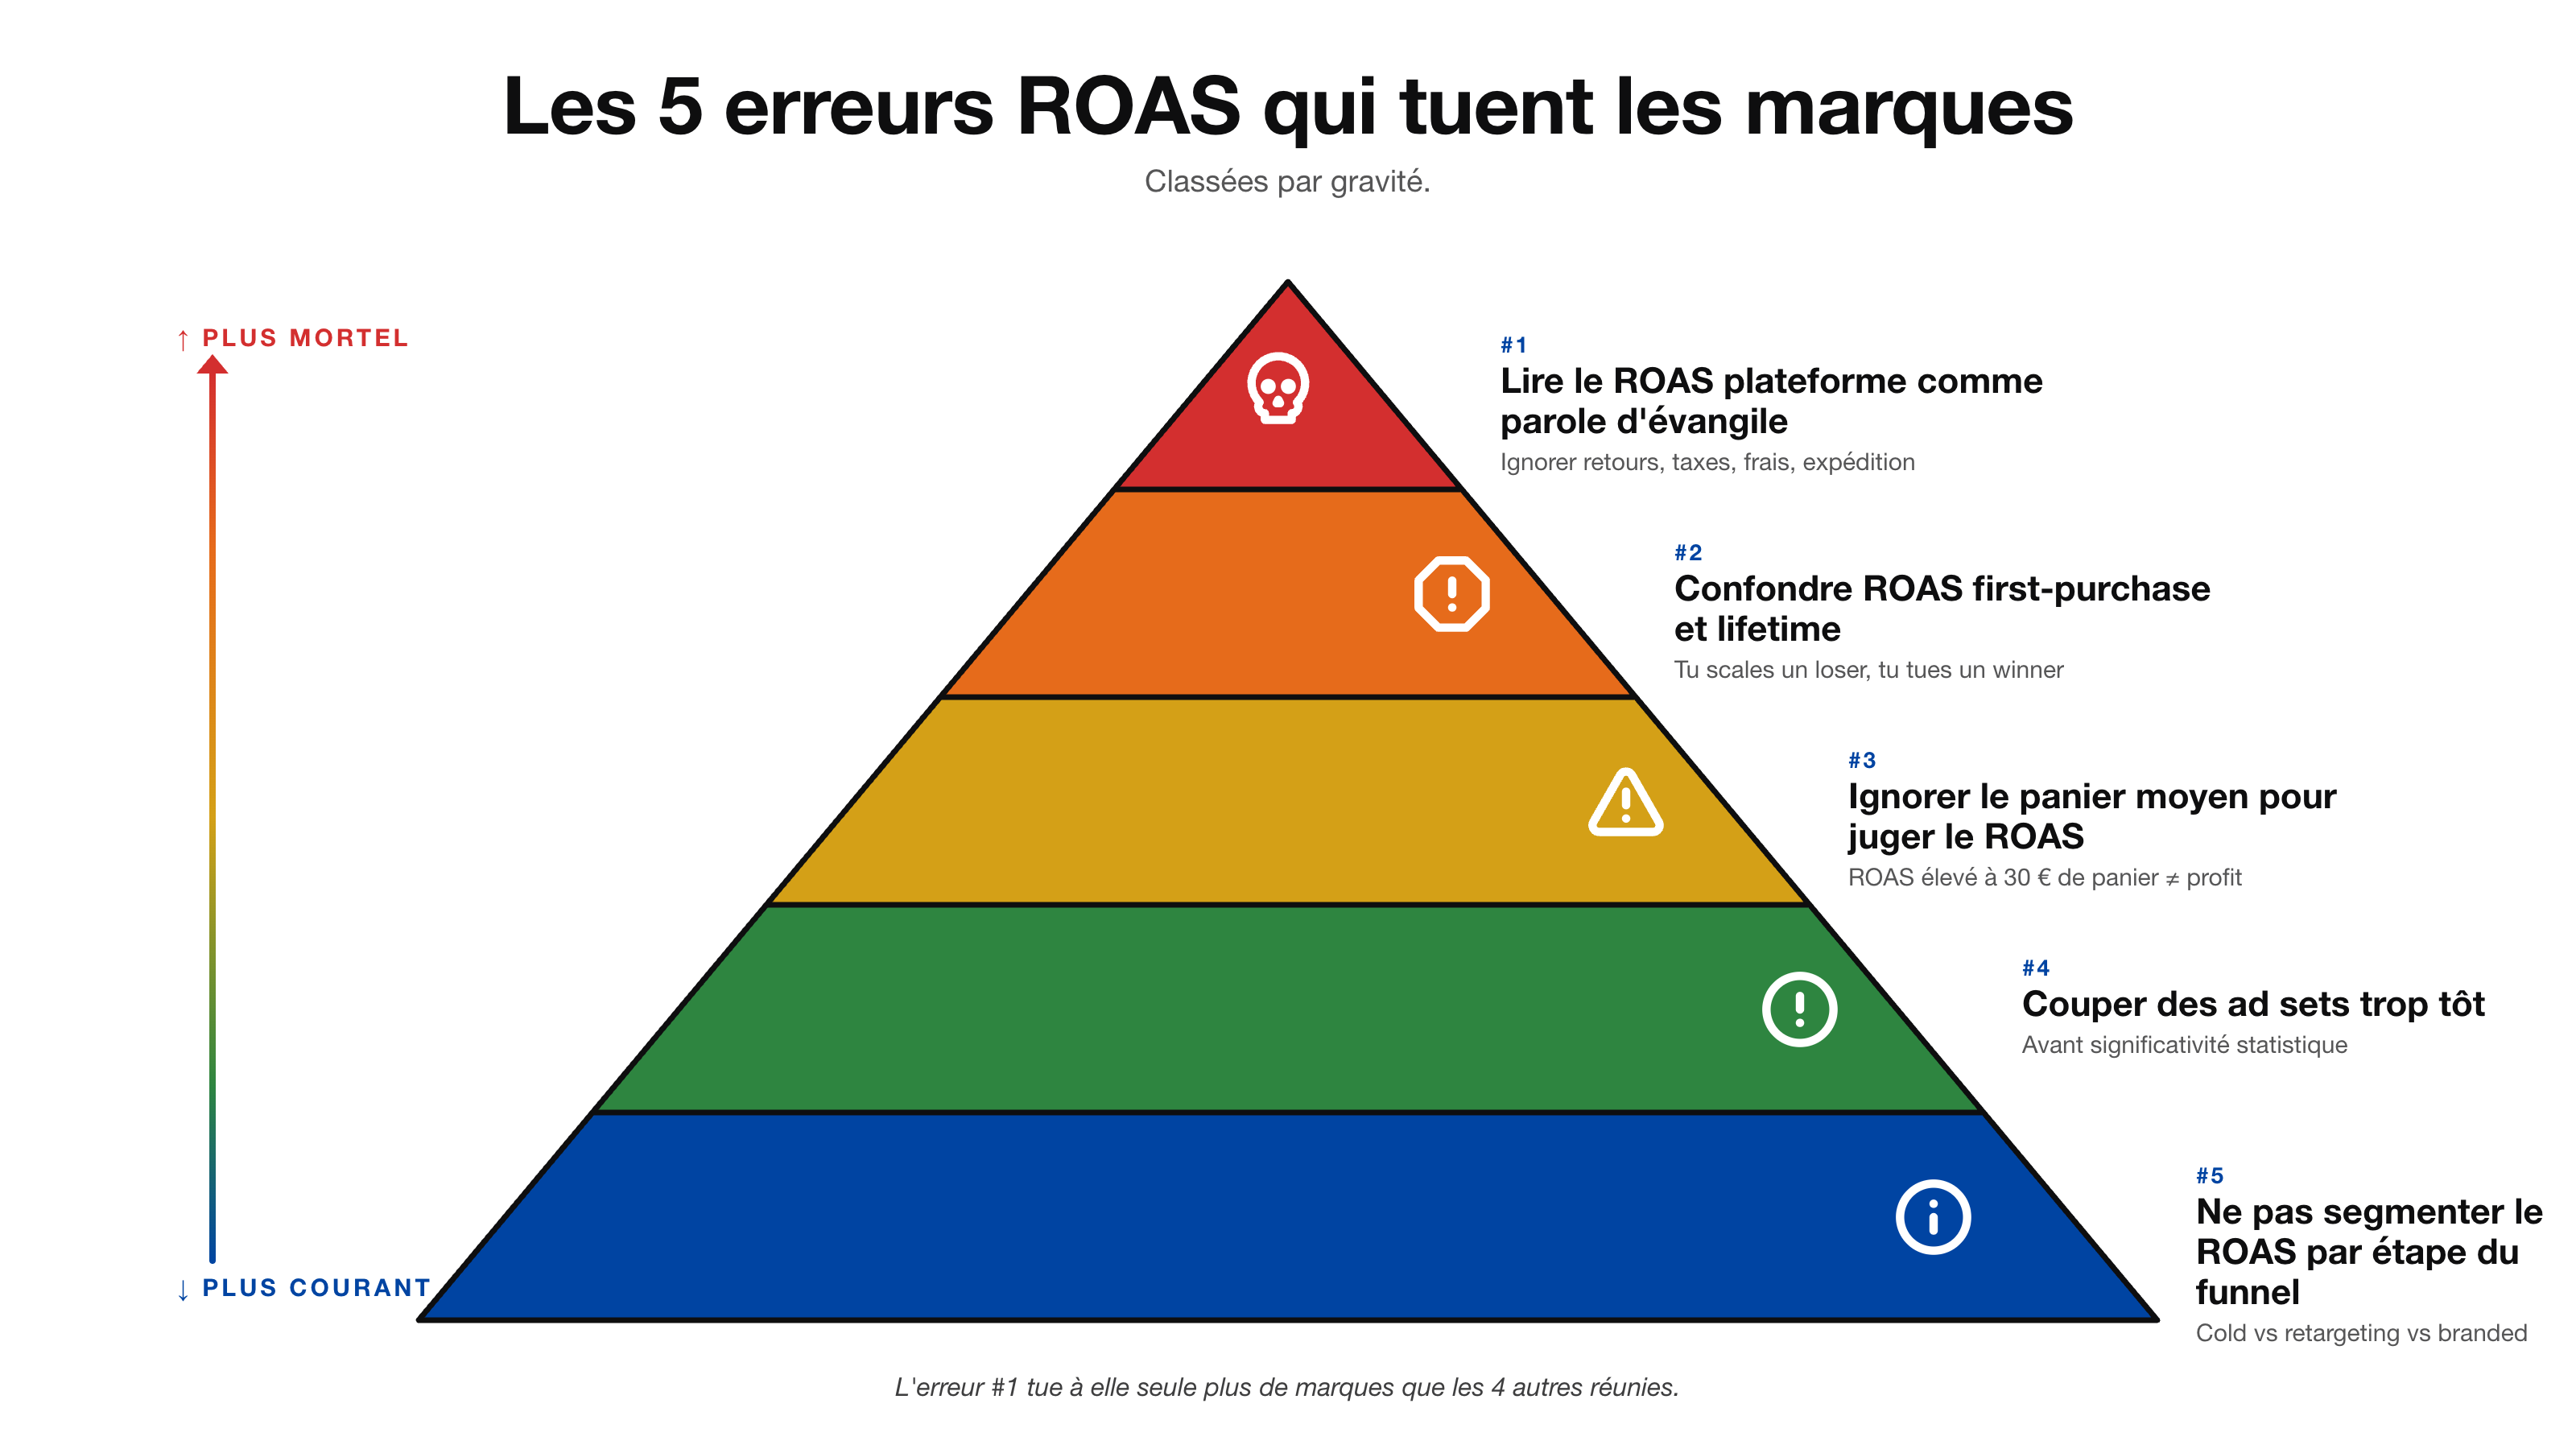 Les 5 erreurs ROAS qui tuent les marques
Classées par gravité.
↑ PLUS MORTEL
#1
Lire le ROAS plateforme comme
parole d'évangile
Ignorer retours, taxes, frais, expédition
#2
Confondre ROAS first-purchase
et lifetime
Tu scales un loser, tu tues un winner
#3
Ignorer le panier moyen pour
juger le ROAS
ROAS élevé à 30 € de panier ≠ profit
#4
Couper des ad sets trop tôt
Avant significativité statistique
#5
Ne pas segmenter le
ROAS par étape du
funnel
Cold vs retargeting vs branded
↓ PLUS COURANT
L'erreur #1 tue à elle seule plus de marques que les 4 autres réunies.